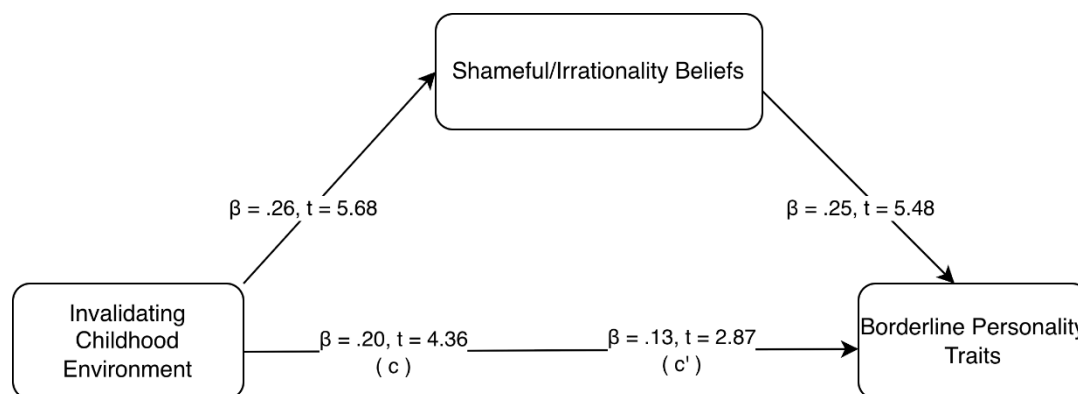 Shameful/Irrationality Beliefs
β = .26, t = 5.68
β = .25, t = 5.48
Invalidating
Childhood
Environment
β = .20, t = 4.36
( c )
β = .13, t = 2.87
( c' )
Borderline Personality
Traits